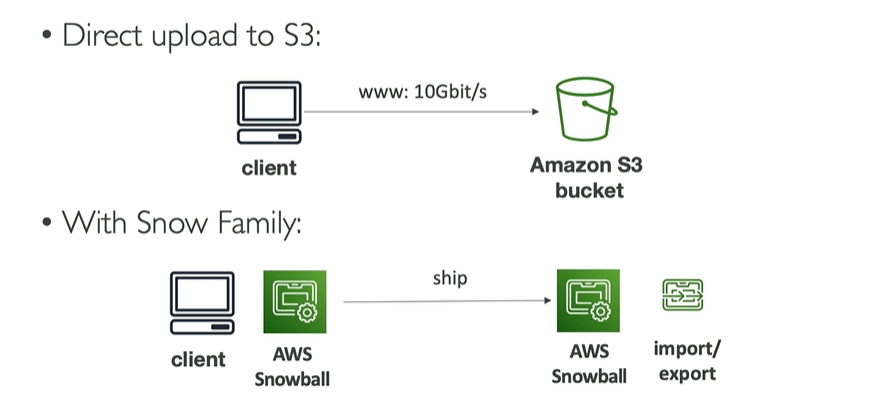 • Direct upload to S3:
www: 10Gbit/s
client
Amazon S3
bucket
• With Snow Family:
ship
client
AWS
Snowball
AWS
Snowball
import/
export